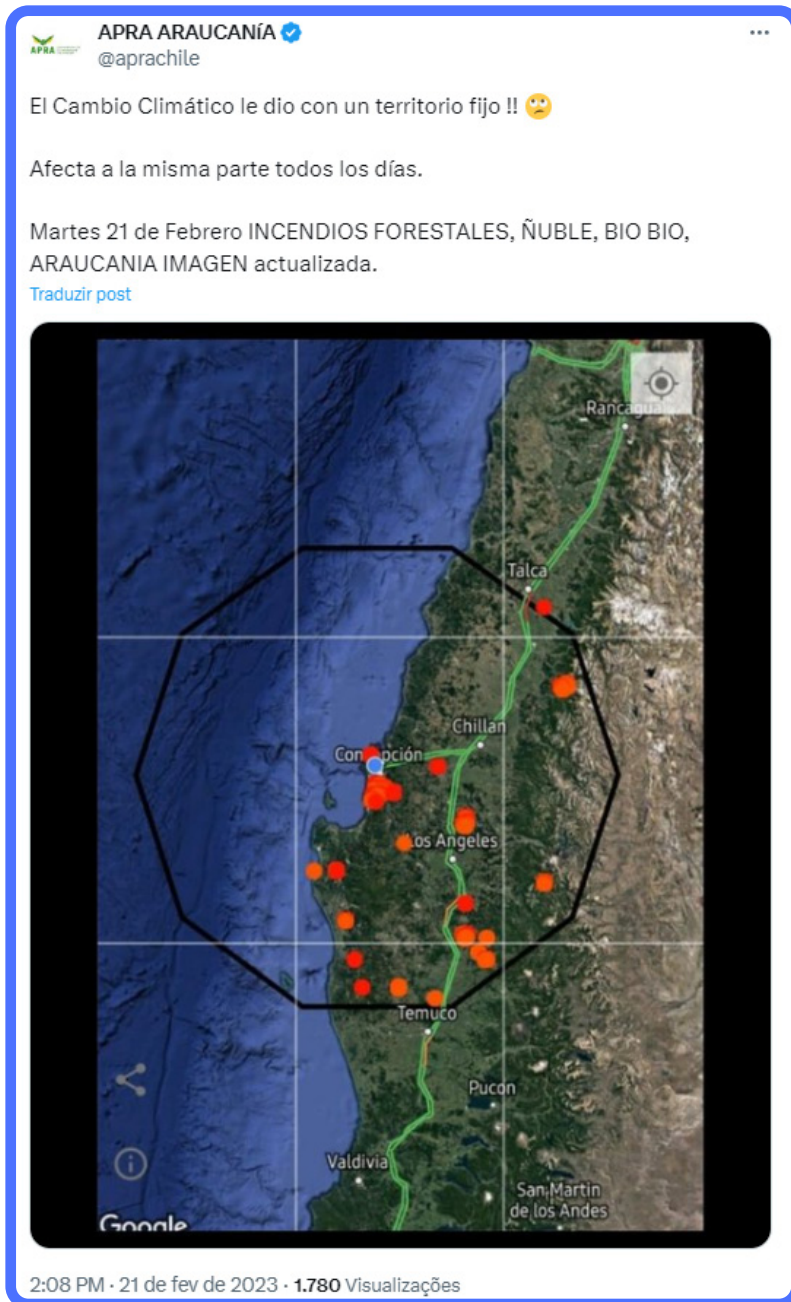 APRA ARAUCANíA
@aprachile
APRA
El Cambio Climático le dio con un territorio fijo !! 🙄
Afecta a la misma parte todos los días.
Martes 21 de Febrero INCENDIOS FORESTALES, ÑUBLE, BIO BIO,
ARAUCANIA IMAGEN actualizada.
Traduzir post
Rancagua
Talca
Chillan
Concepción
Los Angeles
Temuco
Pucon
Valdivia
San Martin
de los Andes
Google
2:08 PM · 21 de fev de 2023 · 1.780 Visualizações